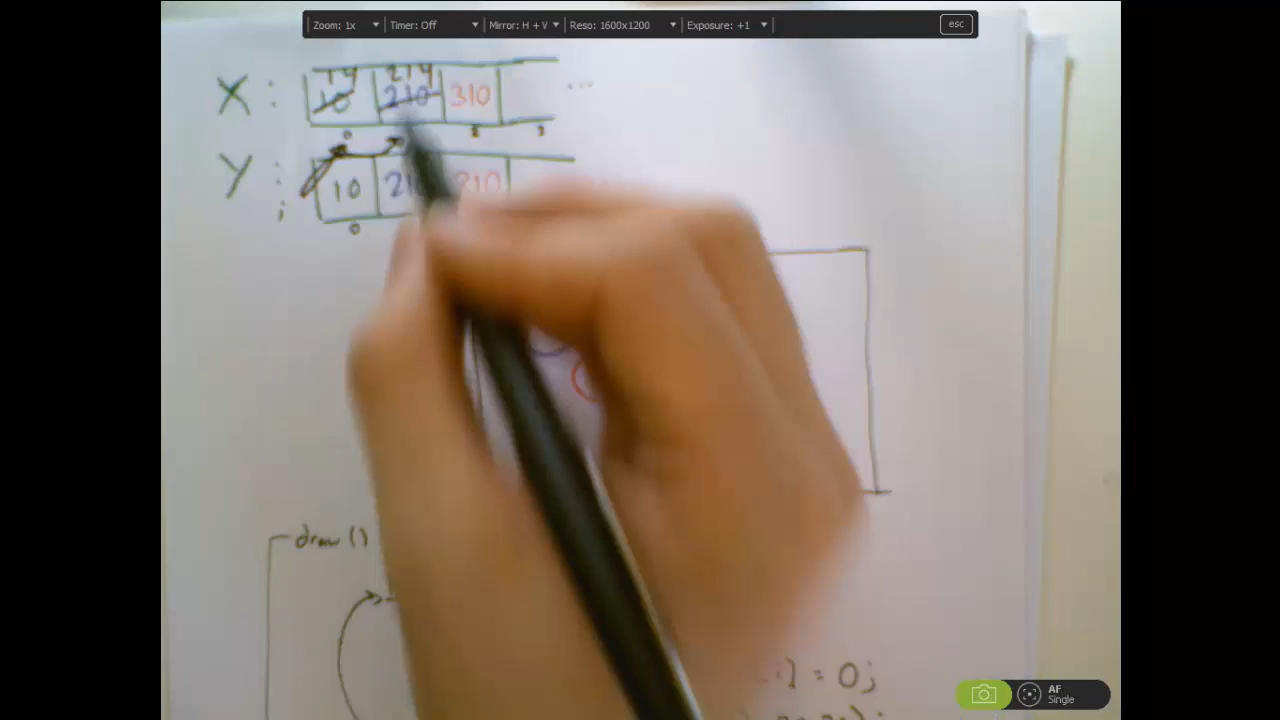 Zoom: 1x Timer: Off Mirror: H + V Reso: 1600x1200 Exposure: +1 esc
14 214
X : 10 210 310 ...
0 2 3
Y : 10 310
i
0
draw ()
] = 0;
AF
Single